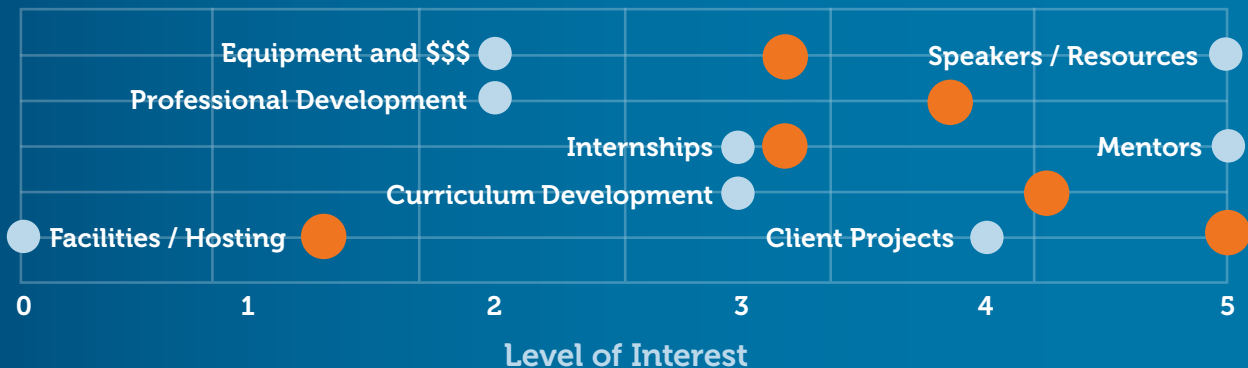 Equipment and $$$
Speakers / Resources
Professional Development
Internships
Mentors
Curriculum Development
Facilities / Hosting
Client Projects
0 1 2 3 4 5
Level of Interest